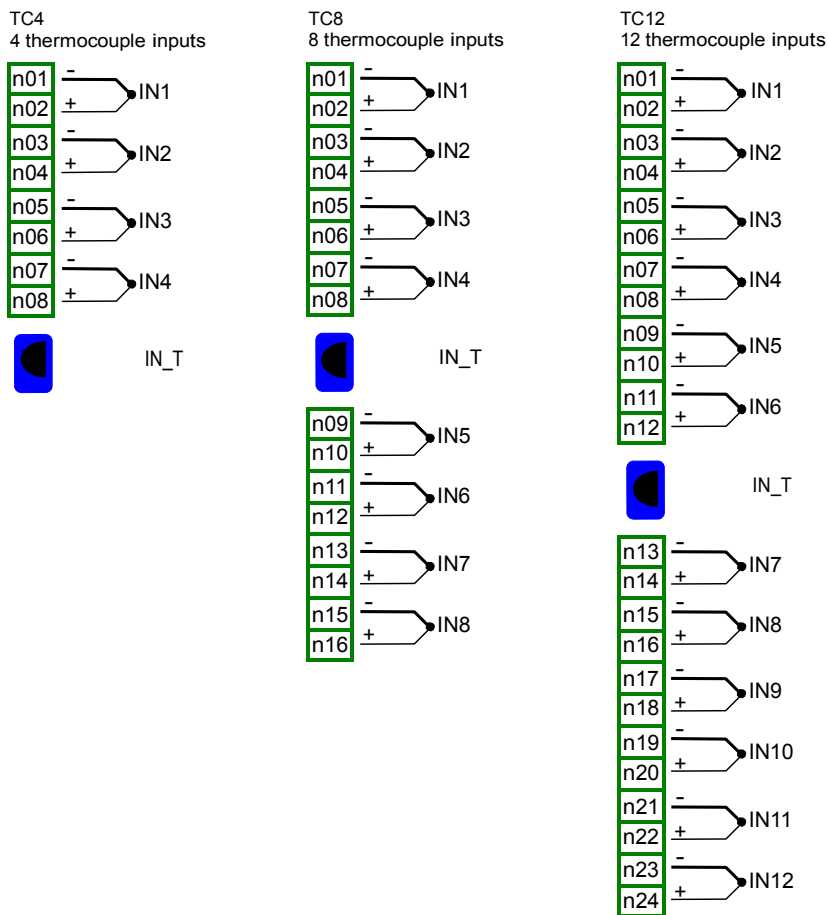 TC4
4 thermocouple inputs
n01 - IN1
n02 +
n03 - IN2
n04 +
n05 - IN3
n06 +
n07 - IN4
n08 +
IN_T
TC8
8 thermocouple inputs
n01 - IN1
n02 +
n03 - IN2
n04 +
n05 - IN3
n06 +
n07 - IN4
n08 +
IN_T
n09 - IN5
n10 +
n11 - IN6
n12 +
n13 - IN7
n14 +
n15 - IN8
n16 +
TC12
12 thermocouple inputs
n01 - IN1
n02 +
n03 - IN2
n04 +
n05 - IN3
n06 +
n07 - IN4
n08 +
n09 - IN5
n10 +
n11 - IN6
n12 +
IN_T
n13 - IN7
n14 +
n15 - IN8
n16 +
n17 - IN9
n18 +
n19 - IN10
n20 +
n21 - IN11
n22 +
n23 - IN12
n24 +